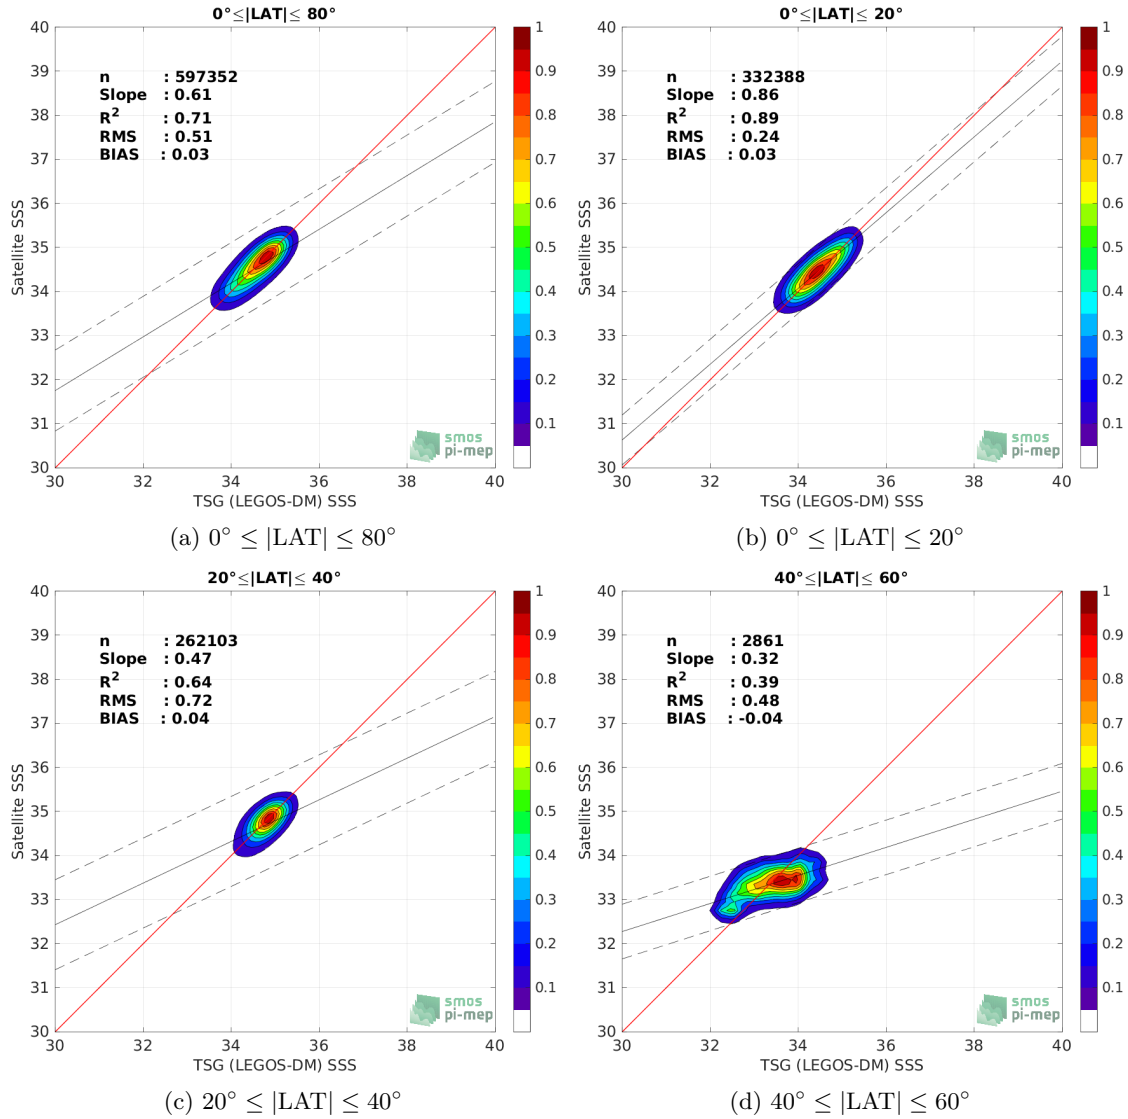 0°≤|LAT|≤ 80°
40
39
38
37
36
35
34
33
32
31
30
Satellite SSS
n : 597352
Slope : 0.61
R² : 0.71
RMS : 0.51
BIAS : 0.03
smos
pi-mep
30 32 34 36 38 40
TSG (LEGOS-DM) SSS
1
0.9
0.8
0.7
0.6
0.5
0.4
0.3
0.2
0.1
(a) 0° ≤ |LAT| ≤ 80°
0°≤|LAT|≤ 20°
40
39
38
37
36
35
34
33
32
31
30
Satellite SSS
n : 332388
Slope : 0.86
R² : 0.89
RMS : 0.24
BIAS : 0.03
smos
pi-mep
30 32 34 36 38 40
TSG (LEGOS-DM) SSS
1
0.9
0.8
0.7
0.6
0.5
0.4
0.3
0.2
0.1
(b) 0° ≤ |LAT| ≤ 20°
20°≤|LAT|≤ 40°
40
39
38
37
36
35
34
33
32
31
30
Satellite SSS
n : 262103
Slope : 0.47
R² : 0.64
RMS : 0.72
BIAS : 0.04
smos
pi-mep
30 32 34 36 38 40
TSG (LEGOS-DM) SSS
1
0.9
0.8
0.7
0.6
0.5
0.4
0.3
0.2
0.1
(c) 20° ≤ |LAT| ≤ 40°
40°≤|LAT|≤ 60°
40
39
38
37
36
35
34
33
32
31
30
Satellite SSS
n : 2861
Slope : 0.32
R² : 0.39
RMS : 0.48
BIAS : -0.04
smos
pi-mep
30 32 34 36 38 40
TSG (LEGOS-DM) SSS
1
0.9
0.8
0.7
0.6
0.5
0.4
0.3
0.2
0.1
(d) 40° ≤ |LAT| ≤ 60°